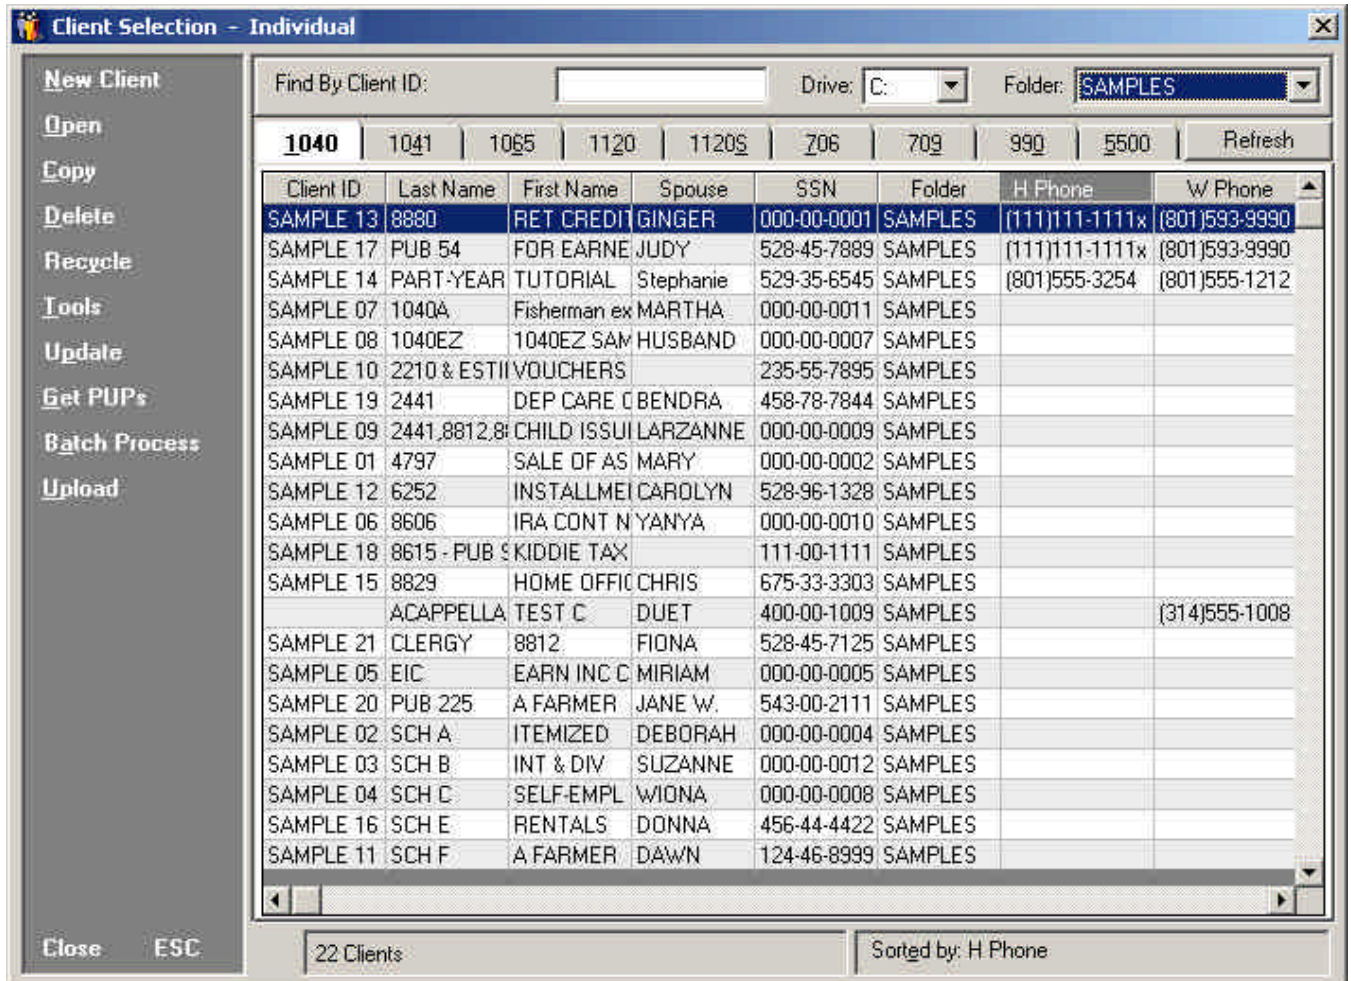 Client Selection - Individual
New Client
Open
Copy
Delete
Recycle
Tools
Update
Get PUPs
Batch Process
Upload
Close ESC
Find By Client ID: Drive: C: Folder: SAMPLES
1040 1041 1065 1120 1120S 706 709 990 5500 Refresh
Client ID Last Name First Name Spouse SSN Folder H Phone W Phone
SAMPLE 13 8880 RET CREDIT GINGER 000-00-0001 SAMPLES (111)111-1111x (801)593-9990
SAMPLE 17 PUB 54 FOR EARNE JUDY 528-45-7889 SAMPLES (111)111-1111x (801)593-9990
SAMPLE 14 PART-YEAR TUTORIAL Stephanie 529-35-6545 SAMPLES (801)555-3254 (801)555-1212
SAMPLE 07 1040A Fisherman ex MARTHA 000-00-0011 SAMPLES
SAMPLE 08 1040EZ 1040EZ SAM HUSBAND 000-00-0007 SAMPLES
SAMPLE 10 2210 & ESTI VOUCHERS 235-55-7895 SAMPLES
SAMPLE 19 2441 DEP CARE C BENDRA 458-78-7844 SAMPLES
SAMPLE 09 2441,8812,8 CHILD ISSU LARZANNE 000-00-0009 SAMPLES
SAMPLE 01 4797 SALE OF AS MARY 000-00-0002 SAMPLES
SAMPLE 12 6252 INSTALLME CAROLYN 528-96-1328 SAMPLES
SAMPLE 06 8606 IRA CONT N YANYA 000-00-0010 SAMPLES
SAMPLE 18 8615 - PUB KIDDIE TAX 111-00-1111 SAMPLES
SAMPLE 15 8829 HOME OFFIC CHRIS 675-33-3303 SAMPLES
ACAPPELLA TEST C DUET 400-00-1009 SAMPLES (314)555-1008
SAMPLE 21 CLERGY 8812 FIONA 528-45-7125 SAMPLES
SAMPLE 05 EIC EARN INC C MIRIAM 000-00-0005 SAMPLES
SAMPLE 20 PUB 225 A FARMER JANE W. 543-00-2111 SAMPLES
SAMPLE 02 SCH A ITEMIZED DEBORAH 000-00-0004 SAMPLES
SAMPLE 03 SCH B INT & DIV SUZANNE 000-00-0012 SAMPLES
SAMPLE 04 SCH C SELF-EMPL WIONA 000-00-0008 SAMPLES
SAMPLE 16 SCH E RENTALS DONNA 456-44-4422 SAMPLES
SAMPLE 11 SCH F A FARMER DAWN 124-46-8999 SAMPLES
22 Clients
Sorted by: H Phone